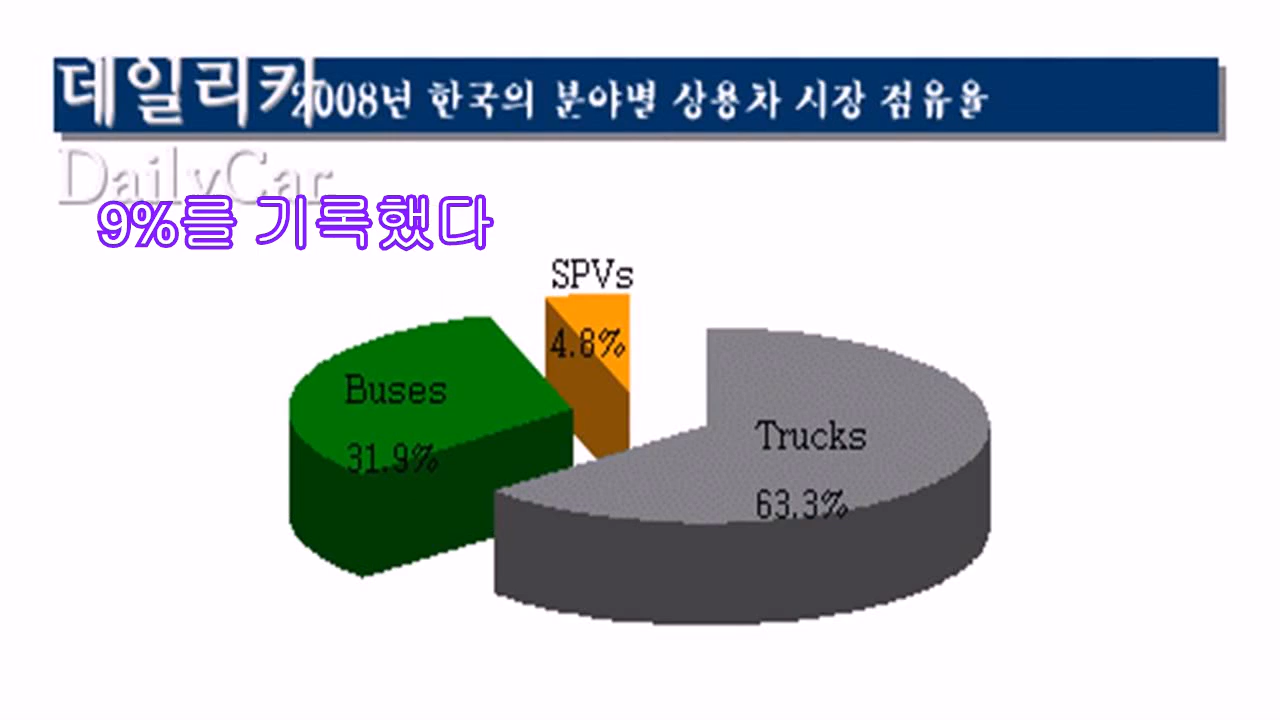 데일리카
2008년 한국의 분야별 상용차 시장 점유율
DailyCar
9%를 기록했다
SPVs
4.8%
Buses
31.9%
Trucks
63.3%